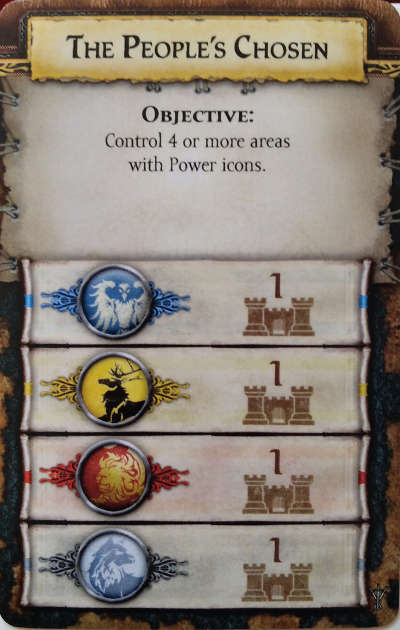 THE PEOPLE'S CHOSEN
OBJECTIVE:
Control 4 or more areas
with Power icons.
1
1
1
1